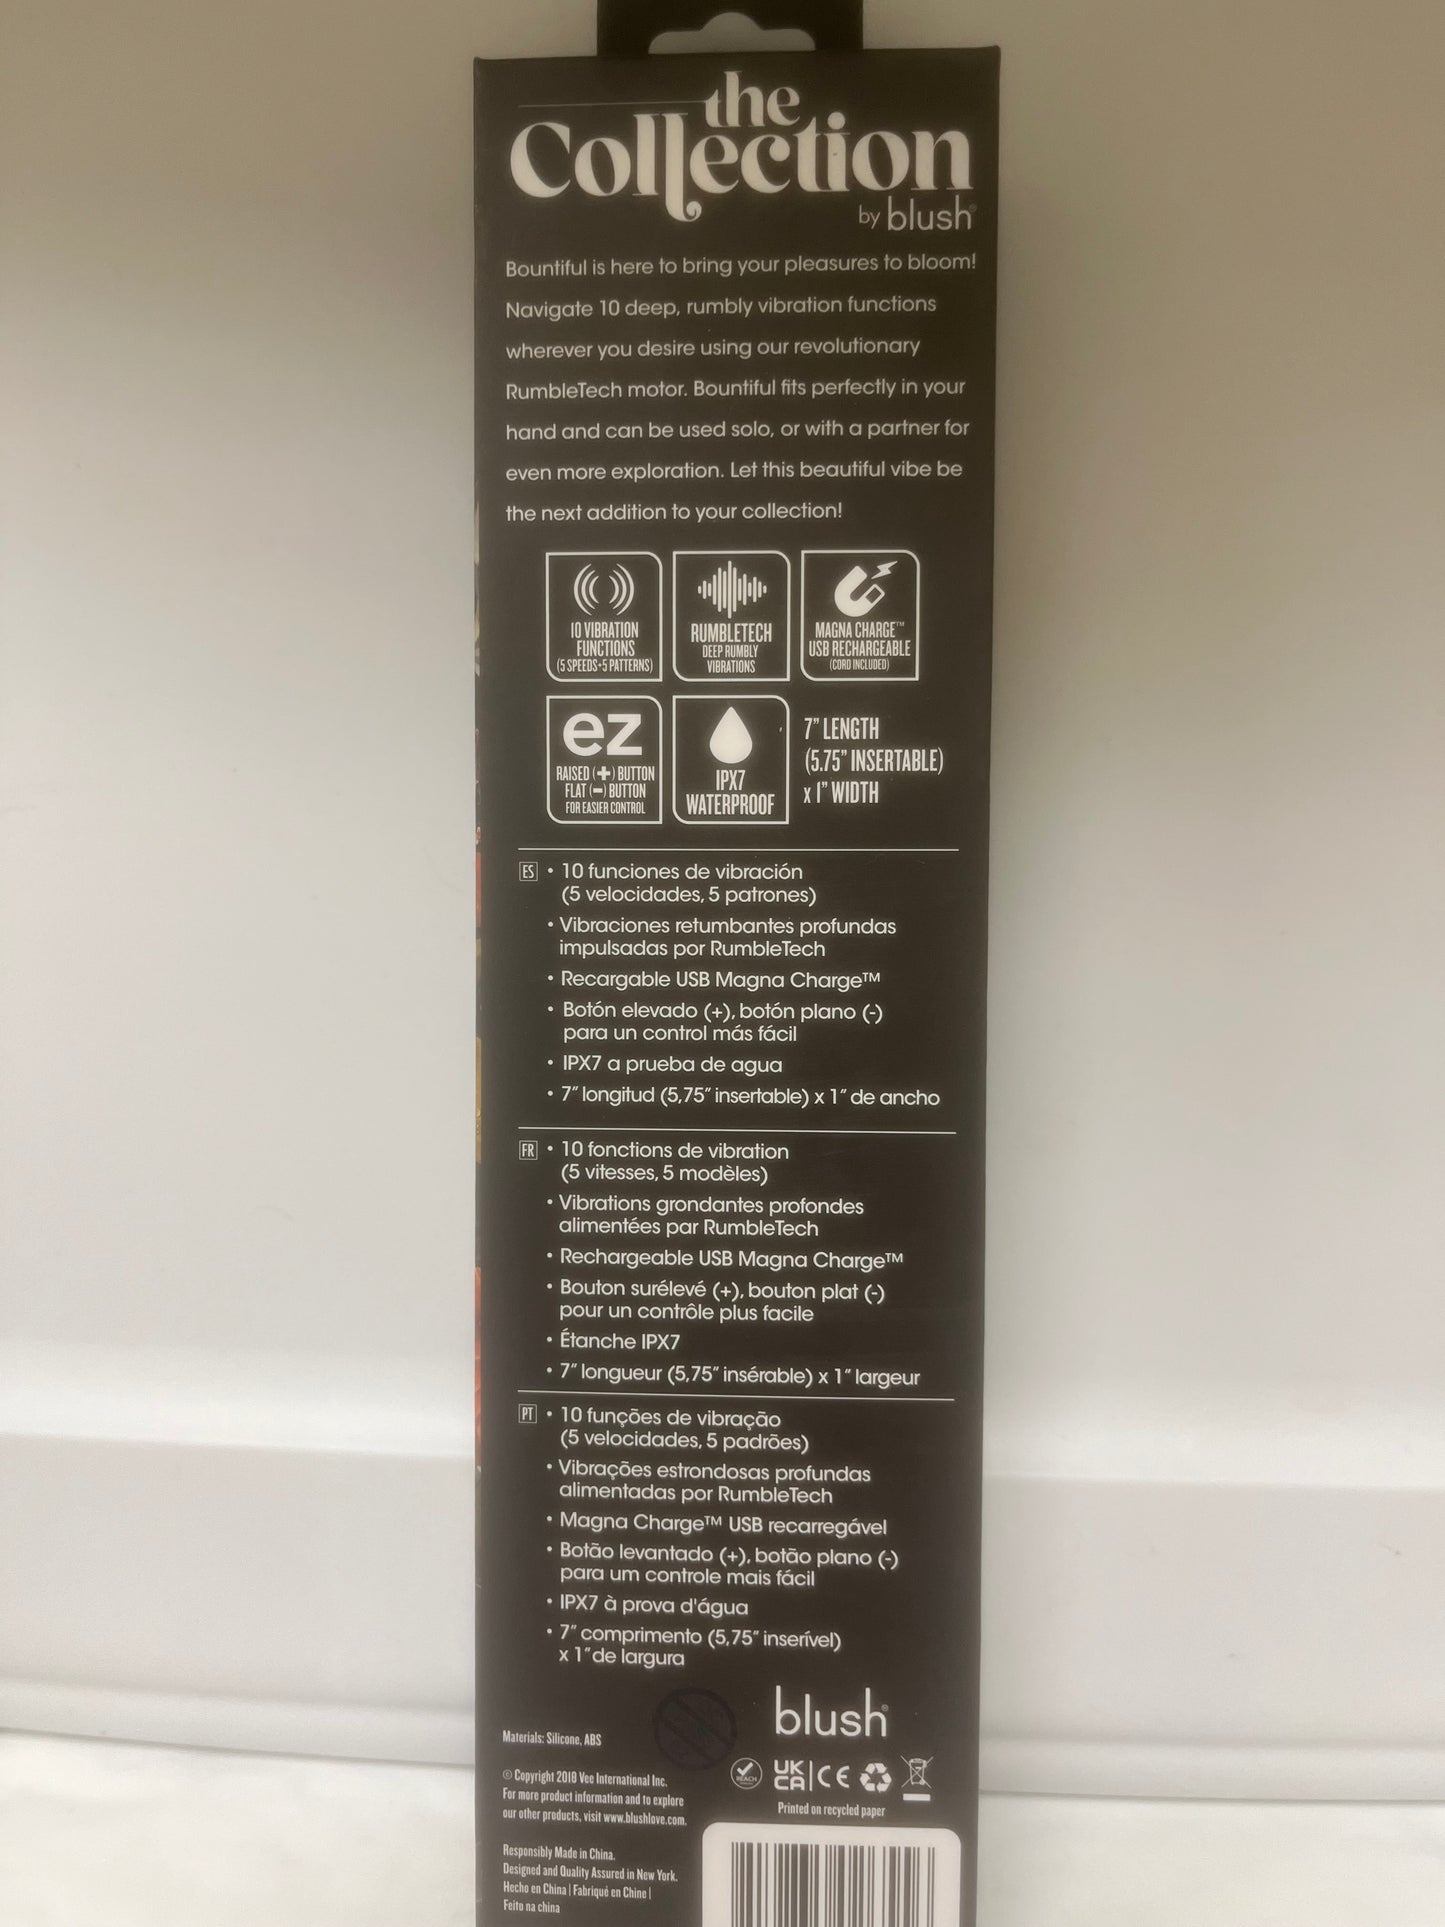 the
Collection
by blush®
Bountiful is here to bring your pleasures to bloom!
Navigate 10 deep, rumbly vibration functions
wherever you desire using our revolutionary
RumbleTech motor. Bountiful fits perfectly in your
hand and can be used solo, or with a partner for
even more exploration. Let this beautiful vibe be
the next addition to your collection!
10 VIBRATION
FUNCTIONS
(5 SPEEDS+5 PATTERNS)
RUMBLETECH
DEEP RUMBLY
VIBRATIONS
MAGNA CHARGE™
USB RECHARGEABLE
(CORD INCLUDED)
ez
RAISED (+) BUTTON
FLAT (-) BUTTON
FOR EASIER CONTROL
IPX7
WATERPROOF
7" LENGTH
(5.75" INSERTABLE)
x 1" WIDTH
ES • 10 funciones de vibración
(5 velocidades, 5 patrones)
• Vibraciones retumbantes profundas
impulsadas por RumbleTech
• Recargable USB Magna Charge™
• Botón elevado (+), botón plano (-)
para un control más fácil
• IPX7 a prueba de agua
• 7" longitud (5,75" insertable) x 1" de ancho
FR • 10 fonctions de vibration
(5 vitesses, 5 modèles)
• Vibrations grondantes profondes
alimentées par RumbleTech
• Rechargeable USB Magna Charge™
• Bouton surélevé (+), bouton plat (-)
pour un contrôle plus facile
• Étanche IPX7
• 7" longueur (5,75" insérable) x 1" largeur
PT • 10 funções de vibração
(5 velocidades, 5 padrões)
• Vibrações estrondosas profundas
alimentadas por RumbleTech
• Magna Charge™ USB recarregável
• Botão levantado (+), botão plano (-)
para um controle mais fácil
• IPX7 à prova d'água
• 7" comprimento (5,75" inserível)
x 1" de largura
blush®
Materials: Silicone, ABS
REACH
UK
CA
CE
© Copyright 2018 Vee International Inc.
For more product information and to explore
our other products, visit www.blushlove.com.
Printed on recycled paper
Responsibly Made in China.
Designed and Quality Assured in New York.
Hecho en China | Fabriqué en Chine |
Feito na china